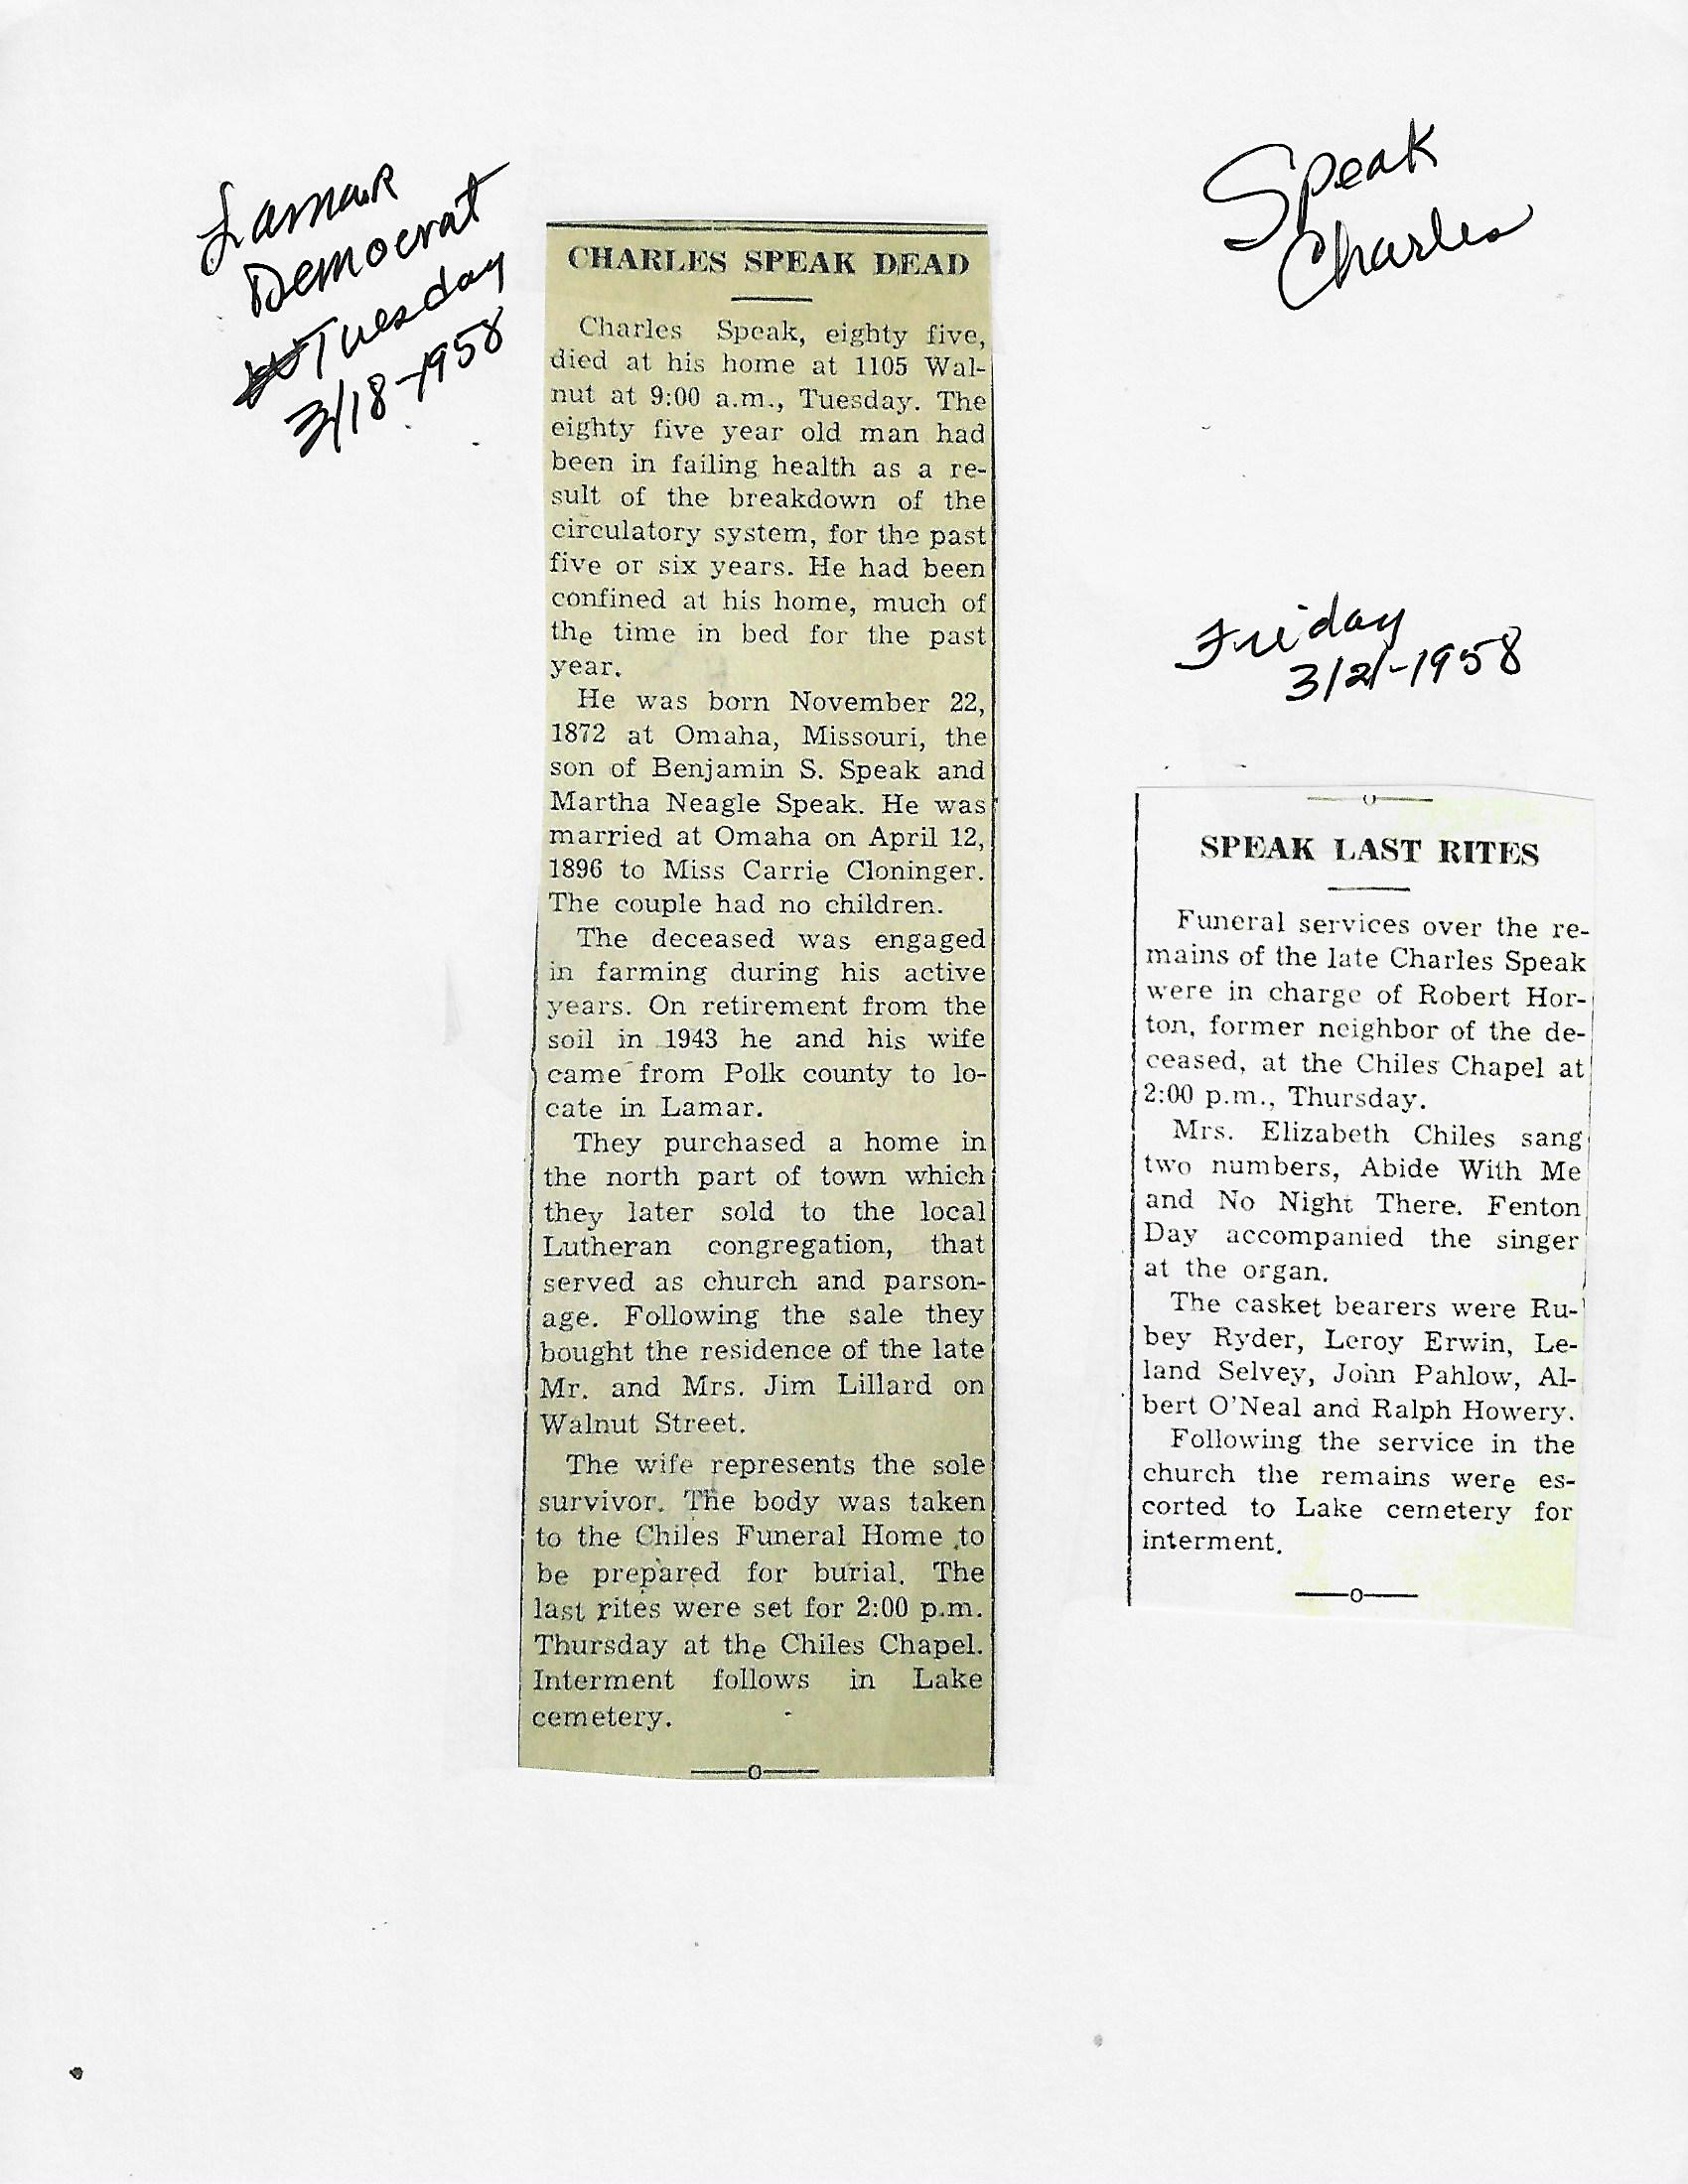 Lamar
Democrat
Tuesday
3/18-1958
Speak
Charles
CHARLES SPEAK DEAD
Charles Speak, eighty five,
died at his home at 1105 Wal-
nut at 9:00 a.m., Tuesday. The
eighty five year old man had
been in failing health as a re-
sult of the breakdown of the
circulatory system, for the past
five or six years. He had been
confined at his home, much of
the time in bed for the past
year.
He was born November 22,
1872 at Omaha, Missouri, the
son of Benjamin S. Speak and
Martha Neagle Speak. He was
married at Omaha on April 12,
1896 to Miss Carrie Cloninger.
The couple had no children.
The deceased was engaged
in farming during his active
years. On retirement from the
soil in 1943 he and his wife
came from Polk county to lo-
cate in Lamar.
They purchased a home in
the north part of town which
they later sold to the local
Lutheran congregation, that
served as church and parson-
age. Following the sale they
bought the residence of the late
Mr. and Mrs. Jim Lillard on
Walnut Street.
The wife represents the sole
survivor. The body was taken
to the Chiles Funeral Home to
be prepared for burial. The
last rites were set for 2:00 p.m.
Thursday at the Chiles Chapel.
Interment follows in Lake
cemetery.
Friday
3/21-1958
SPEAK LAST RITES
Funeral services over the re-
mains of the late Charles Speak
were in charge of Robert Hor-
ton, former neighbor of the de-
ceased, at the Chiles Chapel at
2:00 p.m., Thursday.
Mrs. Elizabeth Chiles sang
two numbers, Abide With Me
and No Night There. Fenton
Day accompanied the singer
at the organ.
The casket bearers were Ru-
bey Ryder, Leroy Erwin, Le-
land Selvey, John Pahlow, Al-
bert O'Neal and Ralph Howery.
Following the service in the
church the remains were es-
corted to Lake cemetery for
interment.